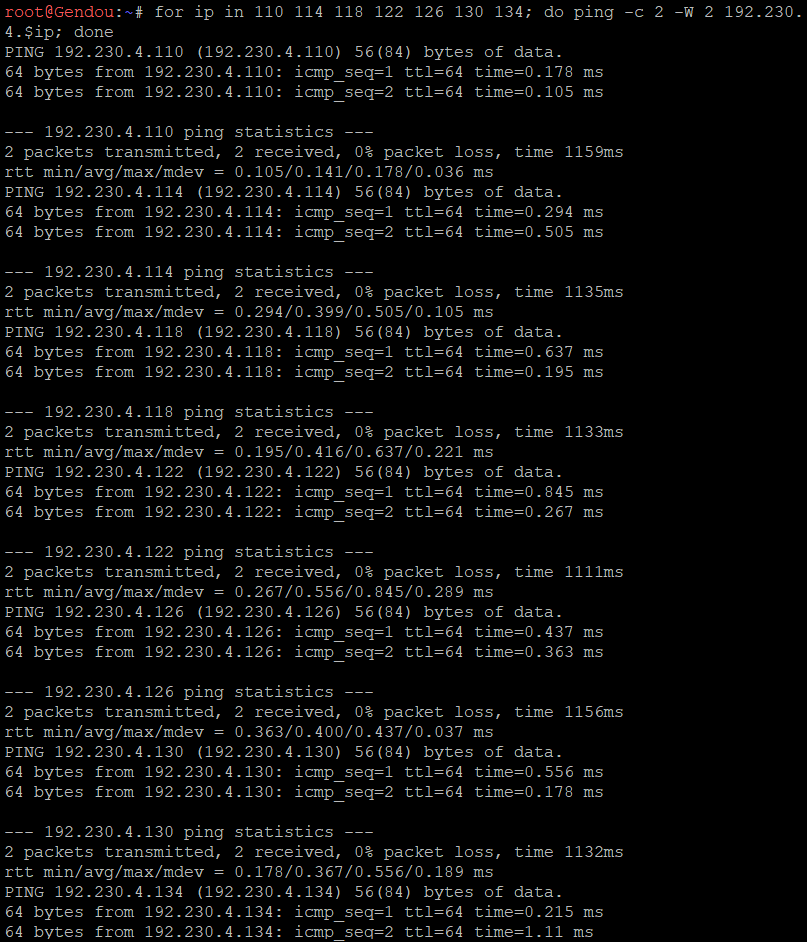 root@Gendou:~# for ip in 110 114 118 122 126 130 134; do ping -c 2 -W 2 192.230.
4.$ip; done
PING 192.230.4.110 (192.230.4.110) 56(84) bytes of data.
64 bytes from 192.230.4.110: icmp_seq=1 ttl=64 time=0.178 ms
64 bytes from 192.230.4.110: icmp_seq=2 ttl=64 time=0.105 ms

--- 192.230.4.110 ping statistics ---
2 packets transmitted, 2 received, 0% packet loss, time 1159ms
rtt min/avg/max/mdev = 0.105/0.141/0.178/0.036 ms
PING 192.230.4.114 (192.230.4.114) 56(84) bytes of data.
64 bytes from 192.230.4.114: icmp_seq=1 ttl=64 time=0.294 ms
64 bytes from 192.230.4.114: icmp_seq=2 ttl=64 time=0.505 ms

--- 192.230.4.114 ping statistics ---
2 packets transmitted, 2 received, 0% packet loss, time 1135ms
rtt min/avg/max/mdev = 0.294/0.399/0.505/0.105 ms
PING 192.230.4.118 (192.230.4.118) 56(84) bytes of data.
64 bytes from 192.230.4.118: icmp_seq=1 ttl=64 time=0.637 ms
64 bytes from 192.230.4.118: icmp_seq=2 ttl=64 time=0.195 ms

--- 192.230.4.118 ping statistics ---
2 packets transmitted, 2 received, 0% packet loss, time 1133ms
rtt min/avg/max/mdev = 0.195/0.416/0.637/0.221 ms
PING 192.230.4.122 (192.230.4.122) 56(84) bytes of data.
64 bytes from 192.230.4.122: icmp_seq=1 ttl=64 time=0.845 ms
64 bytes from 192.230.4.122: icmp_seq=2 ttl=64 time=0.267 ms

--- 192.230.4.122 ping statistics ---
2 packets transmitted, 2 received, 0% packet loss, time 1111ms
rtt min/avg/max/mdev = 0.267/0.556/0.845/0.289 ms
PING 192.230.4.126 (192.230.4.126) 56(84) bytes of data.
64 bytes from 192.230.4.126: icmp_seq=1 ttl=64 time=0.437 ms
64 bytes from 192.230.4.126: icmp_seq=2 ttl=64 time=0.363 ms

--- 192.230.4.126 ping statistics ---
2 packets transmitted, 2 received, 0% packet loss, time 1156ms
rtt min/avg/max/mdev = 0.363/0.400/0.437/0.037 ms
PING 192.230.4.130 (192.230.4.130) 56(84) bytes of data.
64 bytes from 192.230.4.130: icmp_seq=1 ttl=64 time=0.556 ms
64 bytes from 192.230.4.130: icmp_seq=2 ttl=64 time=0.178 ms

--- 192.230.4.130 ping statistics ---
2 packets transmitted, 2 received, 0% packet loss, time 1132ms
rtt min/avg/max/mdev = 0.178/0.367/0.556/0.189 ms
PING 192.230.4.134 (192.230.4.134) 56(84) bytes of data.
64 bytes from 192.230.4.134: icmp_seq=1 ttl=64 time=0.215 ms
64 bytes from 192.230.4.134: icmp_seq=2 ttl=64 time=1.11 ms